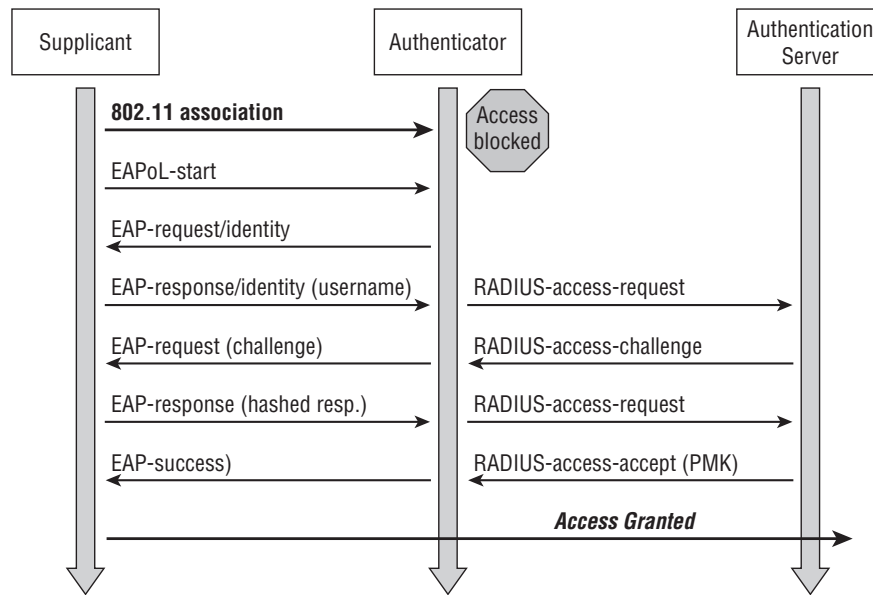 Supplicant
Authenticator
Authentication
Server
802.11 association
Access
blocked
EAPoL-start
EAP-request/identity
EAP-response/identity (username)
RADIUS-access-request
EAP-request (challenge)
RADIUS-access-challenge
EAP-response (hashed resp.)
RADIUS-access-request
EAP-success)
RADIUS-access-accept (PMK)
Access Granted